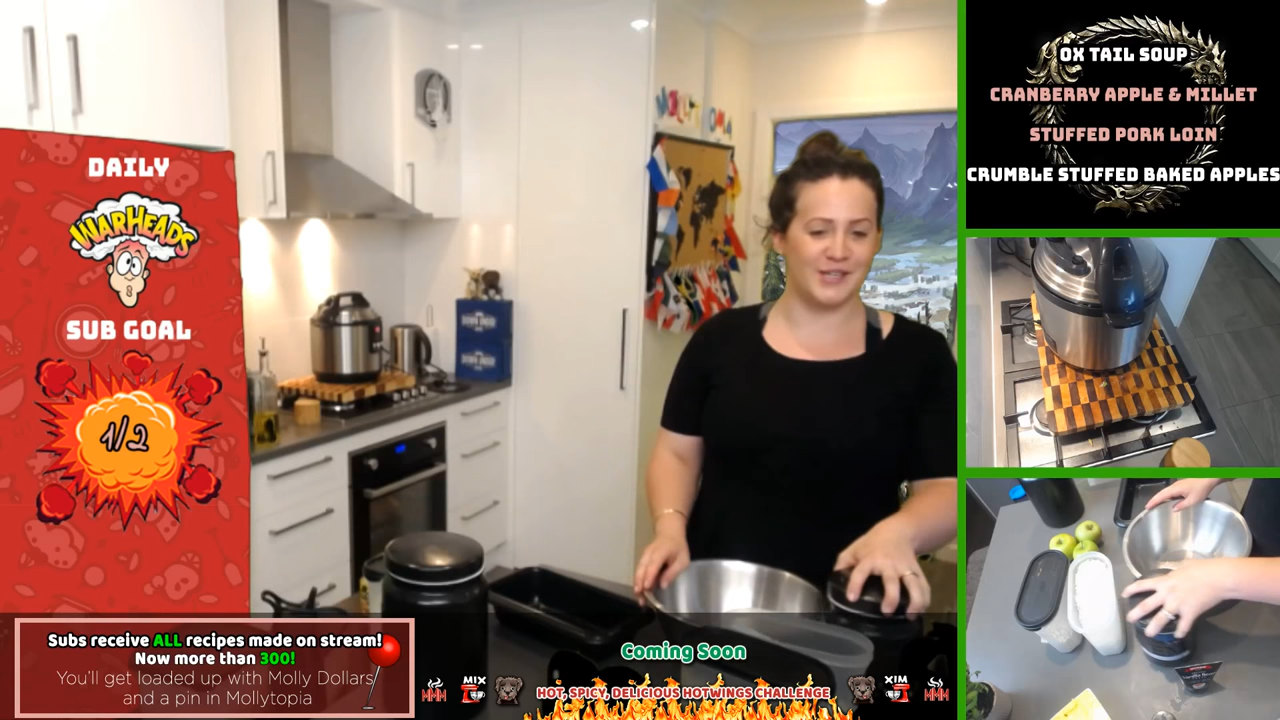 DAILY
WARHEADS
SUB GOAL
1/2
Subs receive ALL recipes made on stream!
Now more than 300!
You'll get loaded up with Molly Dollars
and a pin in Mollytopia
OX TAIL SOUP
CRANBERRY APPLE & MILLET
STUFFED PORK LOIN
CRUMBLE STUFFED BAKED APPLES
Coming Soon
MIX
HOT, SPICY, DELICIOUS HOTWINGS CHALLENGE
XIM